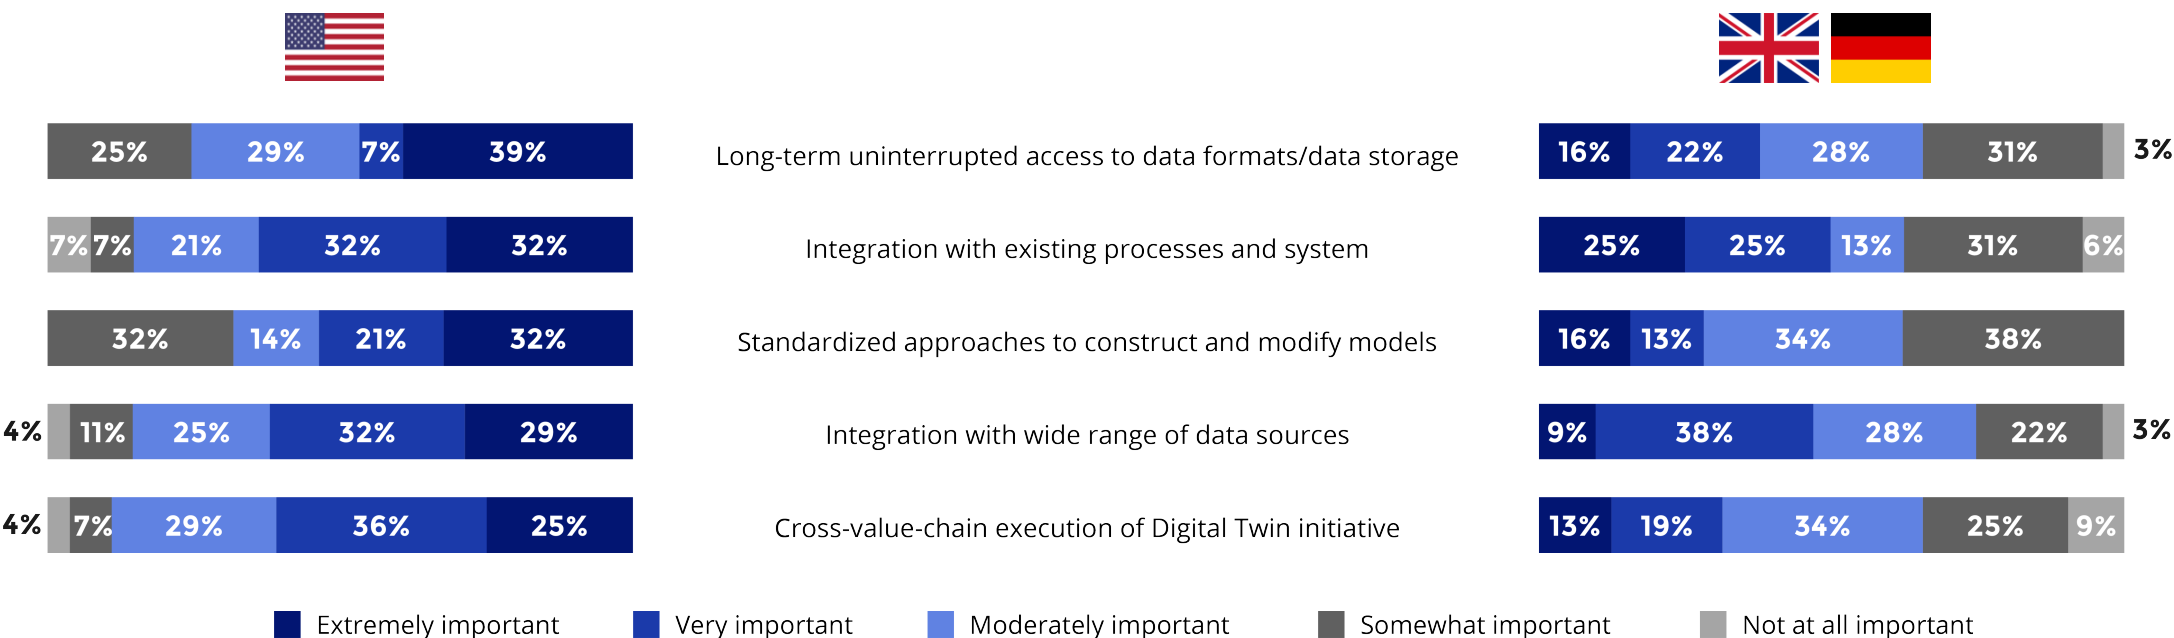 25% 29% 7% 39% Long-term uninterrupted access to data formats/data storage 16% 22% 28% 31% 3%
7% 7% 21% 32% 32% Integration with existing processes and system 25% 25% 13% 31% 6%
32% 14% 21% 32% Standardized approaches to construct and modify models 16% 13% 34% 38%
4% 11% 25% 32% 29% Integration with wide range of data sources 9% 38% 28% 22% 3%
4% 7% 29% 36% 25% Cross-value-chain execution of Digital Twin initiative 13% 19% 34% 25% 9%
Extremely important Very important Moderately important Somewhat important Not at all important